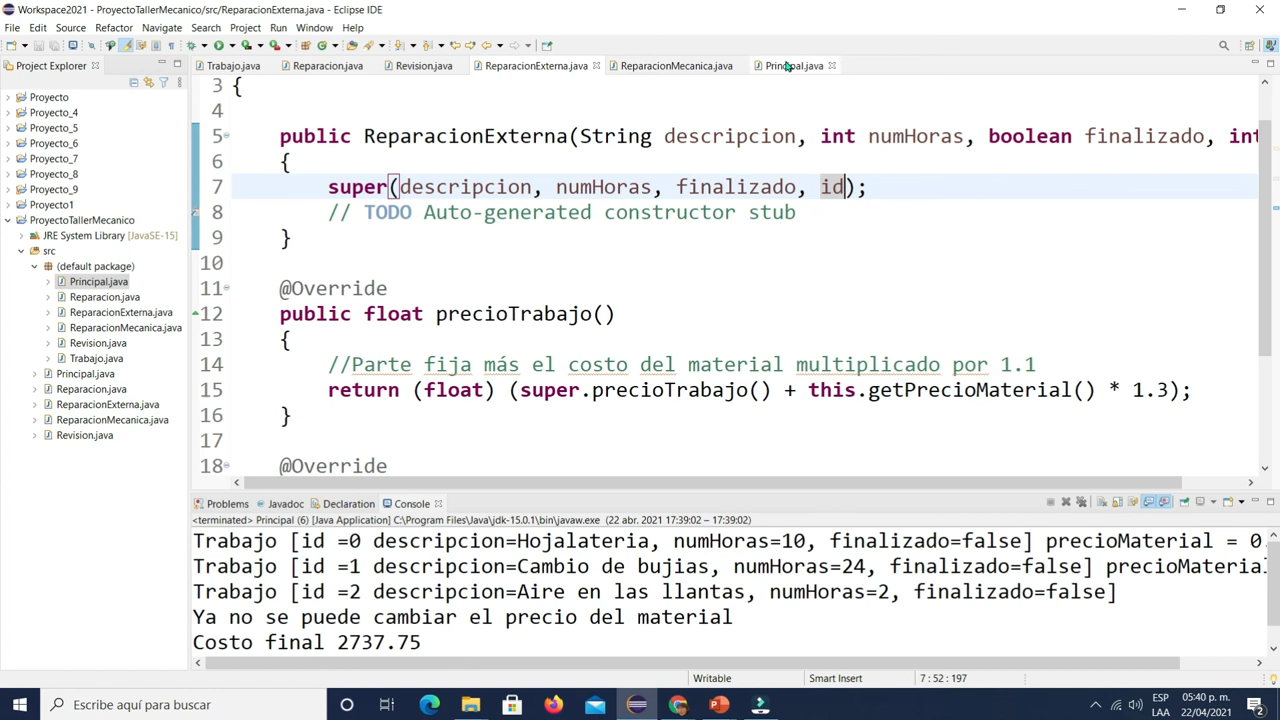 Workspace2021 - ProyectoTallerMecanico/src/ReparacionExterna.java - Eclipse IDE
File Edit Source Refactor Navigate Search Project Run Window Help
Project Explorer
Trabajo.java
Reparacion.java
Revision.java
ReparacionExterna.java
ReparacionMecanica.java
Principal.java
Proyecto
Proyecto_4
Proyecto_5
Proyecto_6
Proyecto_7
Proyecto_8
Proyecto_9
Proyecto1
ProyectoTallerMecanico
JRE System Library [JavaSE-15]
src
(default package)
Principal.java
Reparacion.java
ReparacionExterna.java
ReparacionMecanica.java
Revision.java
Trabajo.java
Principal.java
Reparacion.java
ReparacionExterna.java
ReparacionMecanica.java
Revision.java
3 {
4
5 public ReparacionExterna(String descripcion, int numHoras, boolean finalizado, int
6 {
7 super(descripcion, numHoras, finalizado, id);
8 // TODO Auto-generated constructor stub
9 }
10
11 @Override
12 public float precioTrabajo()
13 {
14 //Parte fija más el costo del material multiplicado por 1.1
15 return (float) (super.precioTrabajo() + this.getPrecioMaterial() * 1.3);
16 }
17
18 @Override
Problems Javadoc Declaration Console
<terminated> Principal (6) [Java Application] C:\Program Files\Java\jdk-15.0.1\bin\javaw.exe (22 abr. 2021 17:39:02 – 17:39:02)
Trabajo [id =0 descripcion=Hojalateria, numHoras=10, finalizado=false] precioMaterial = 0.
Trabajo [id =1 descripcion=Cambio de bujias, numHoras=24, finalizado=false] precioMaterial
Trabajo [id =2 descripcion=Aire en las llantas, numHoras=2, finalizado=false]
Ya no se puede cambiar el precio del material
Costo final 2737.75
Writable Smart Insert 7 : 52 : 197
Escribe aquí para buscar
ESP 05:40 p. m.
LAA 22/04/2021
2